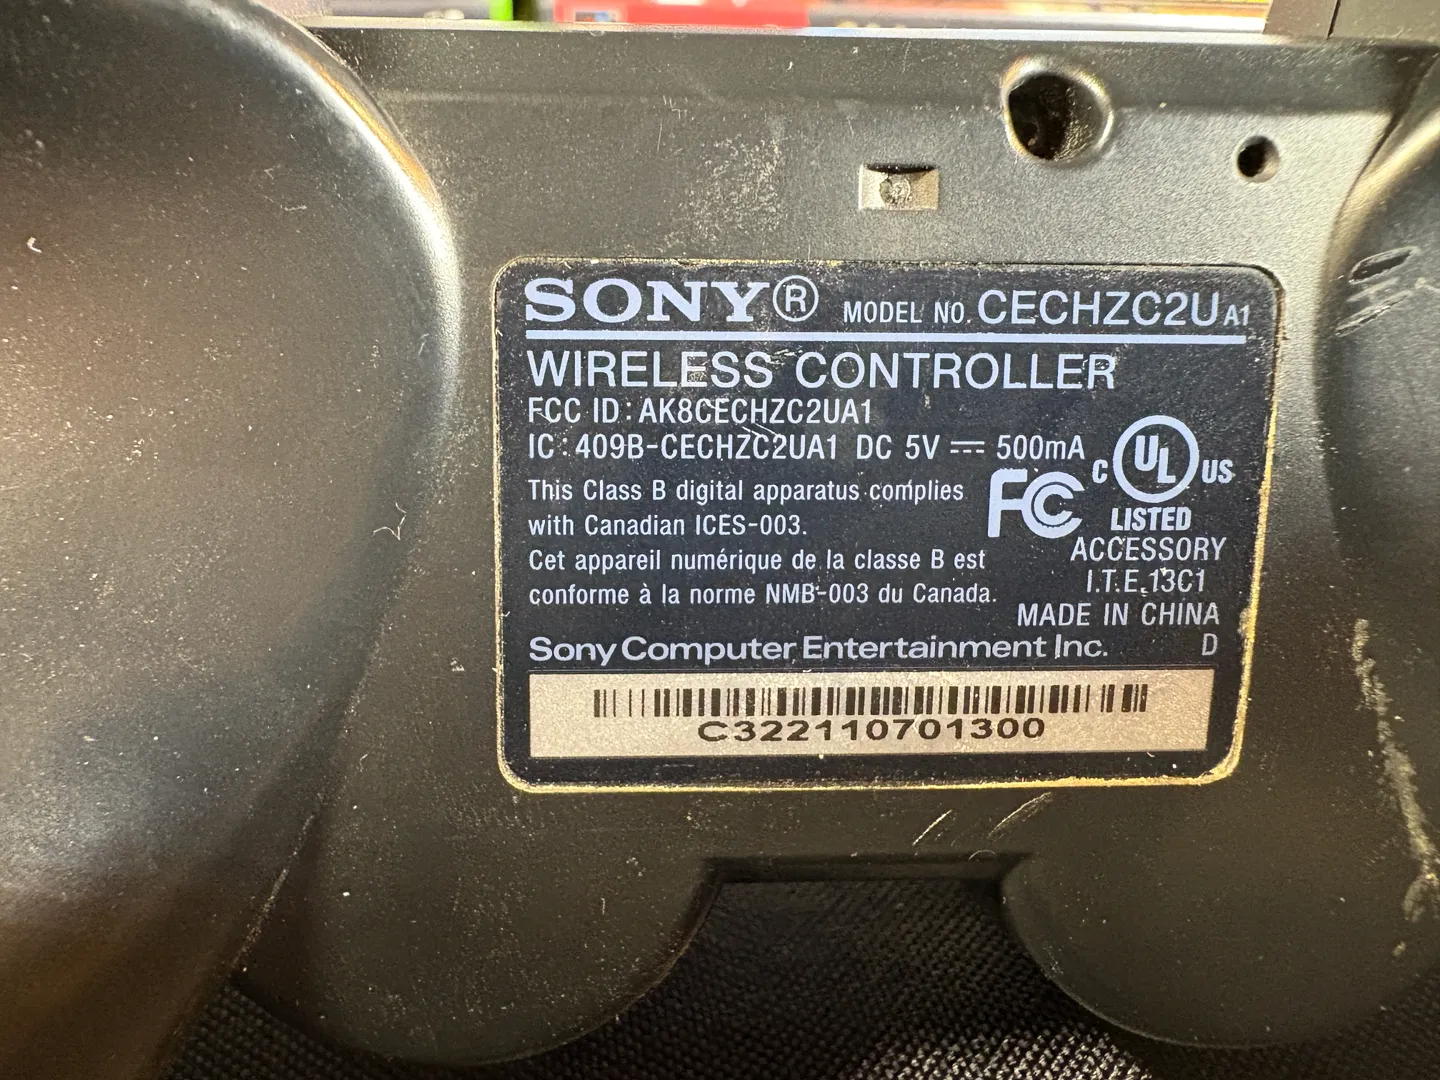 SONY® MODEL NO. CECHZC2U A1
WIRELESS CONTROLLER
FCC ID: AK8CECHZC2UA1
IC: 409B-CECHZC2UA1 DC 5V ⎓ 500mA
This Class B digital apparatus complies
with Canadian ICES-003.
Cet appareil numérique de la classe B est
conforme à la norme NMB-003 du Canada.
FC
C UL US
LISTED
ACCESSORY
I.T.E.13C1
MADE IN CHINA
Sony Computer Entertainment Inc. D
C322110701300